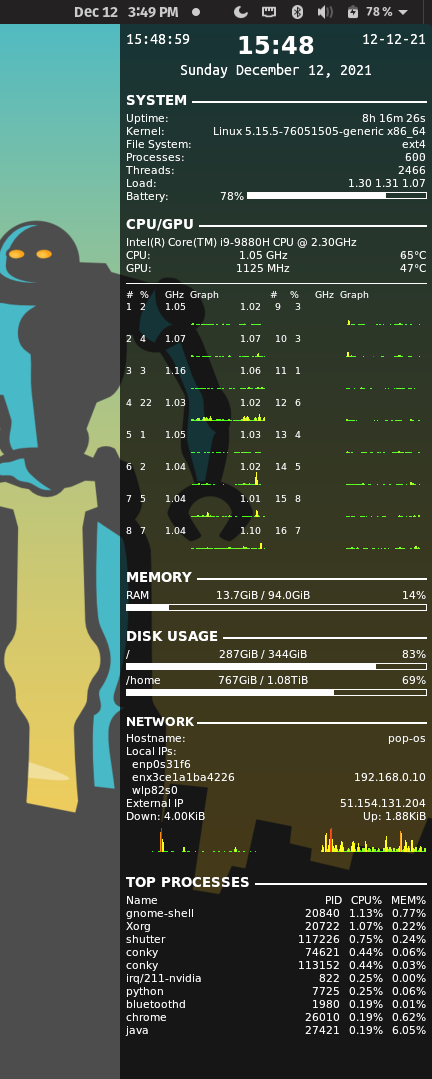 Dec 12 3:49 PM 78 %
15:48:59 15:48 12-12-21
Sunday December 12, 2021
SYSTEM
Uptime: 8h 16m 26s
Kernel: Linux 5.15.5-76051505-generic x86_64
File System: ext4
Processes: 600
Threads: 2466
Load: 1.30 1.31 1.07
Battery: 78%
CPU/GPU
Intel(R) Core(TM) i9-9880H CPU @ 2.30GHz
CPU: 1.05 GHz 65°C
GPU: 1125 MHz 47°C
# % GHz Graph # % GHz Graph
1 2 1.05 1.02 9 3
2 4 1.07 1.07 10 3
3 3 1.16 1.06 11 1
4 22 1.03 1.02 12 6
5 1 1.05 1.03 13 4
6 2 1.04 1.02 14 5
7 5 1.04 1.01 15 8
8 7 1.04 1.10 16 7
MEMORY
RAM 13.7GiB / 94.0GiB 14%
DISK USAGE
/ 287GiB / 344GiB 83%
/home 767GiB / 1.08TiB 69%
NETWORK
Hostname: pop-os
Local IPs:
enp0s31f6
enx3ce1a1ba4226 192.168.0.10
wlp82s0
External IP 51.154.131.204
Down: 4.00KiB Up: 1.88KiB
TOP PROCESSES
Name PID CPU% MEM%
gnome-shell 20840 1.13% 0.77%
Xorg 20722 1.07% 0.22%
shutter 117226 0.75% 0.24%
conky 74621 0.44% 0.06%
conky 113152 0.44% 0.03%
irq/211-nvidia 822 0.25% 0.00%
python 7725 0.25% 0.06%
bluetoothd 1980 0.19% 0.01%
chrome 26010 0.19% 0.62%
java 27421 0.19% 6.05%